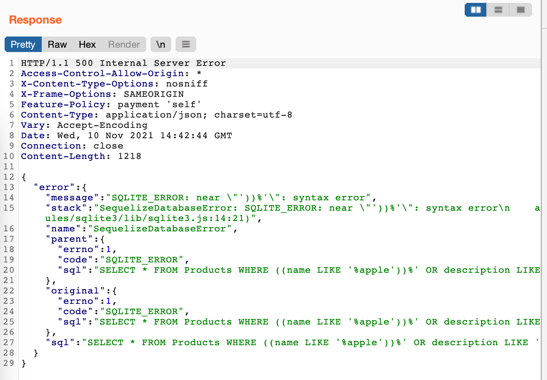 Response
Pretty Raw Hex Render \n
1 HTTP/1.1 500 Internal Server Error
2 Access-Control-Allow-Origin: *
3 X-Content-Type-Options: nosniff
4 X-Frame-Options: SAMEORIGIN
5 Feature-Policy: payment 'self'
6 Content-Type: application/json; charset=utf-8
7 Vary: Accept-Encoding
8 Date: Wed, 10 Nov 2021 14:42:44 GMT
9 Connection: close
10 Content-Length: 1218
11
12 {
13 "error":{
14 "message":"SQLITE_ERROR: near \"'))%'\": syntax error",
15 "stack":"SequelizeDatabaseError: SQLITE_ERROR: near \"'))%'\": syntax error\n a
ules/sqlite3/lib/sqlite3.js:14:21)",
16 "name":"SequelizeDatabaseError",
17 "parent":{
18 "errno":1,
19 "code":"SQLITE_ERROR",
20 "sql":"SELECT * FROM Products WHERE ((name LIKE '%apple'))%' OR description LIKE
21 },
22 "original":{
23 "errno":1,
24 "code":"SQLITE_ERROR",
25 "sql":"SELECT * FROM Products WHERE ((name LIKE '%apple'))%' OR description LIKE
26 },
27 "sql":"SELECT * FROM Products WHERE ((name LIKE '%apple'))%' OR description LIKE '
28 }
29 }